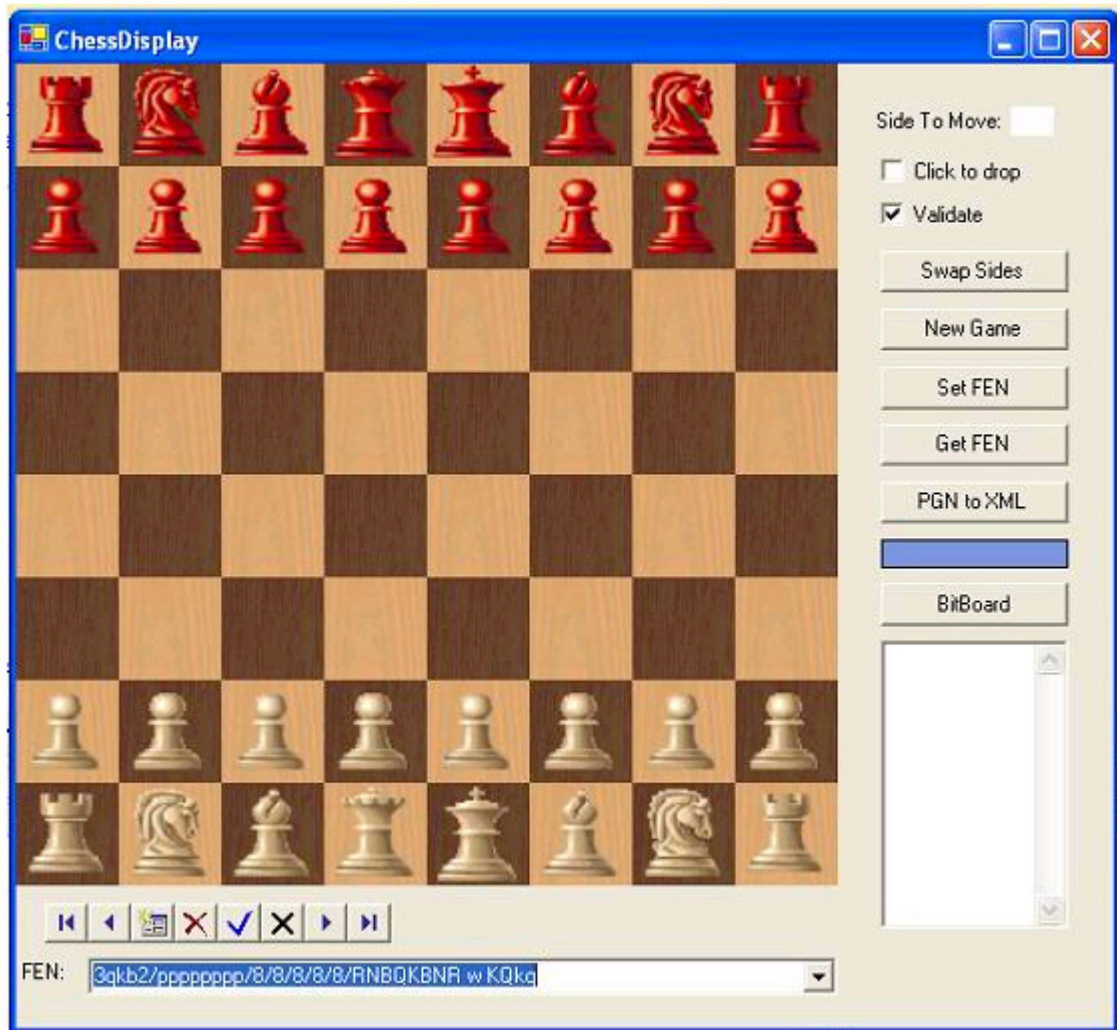 ChessDisplay
Side To Move:
Click to drop
Validate
Swap Sides
New Game
Set FEN
Get FEN
PGN to XML
BitBoard
FEN: 3qkb2/pppppppp/8/8/8/8/8/RNBQKBNR w KQkq